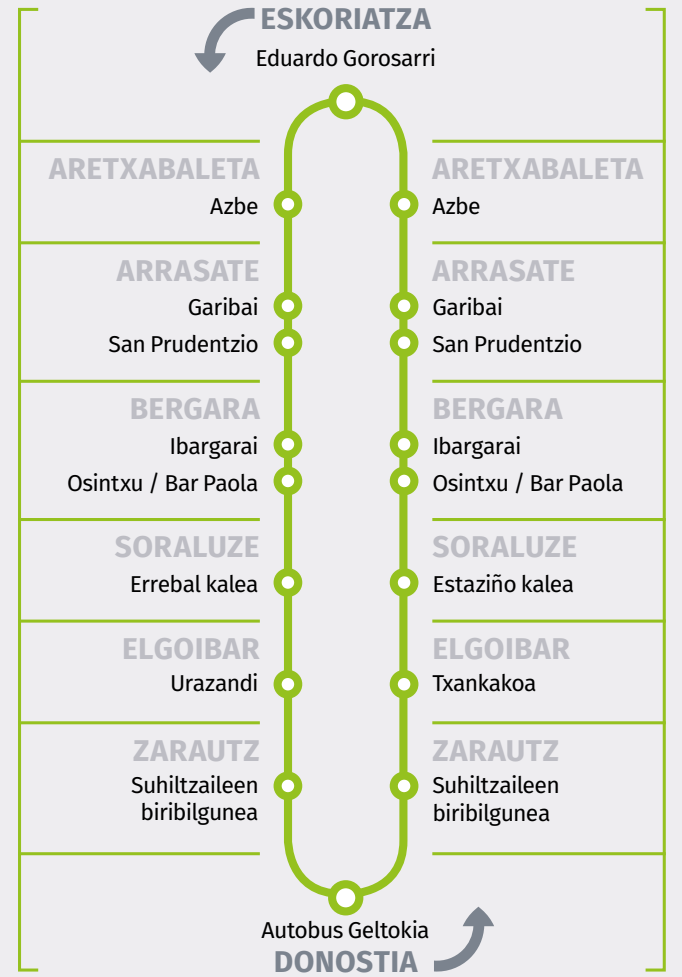 ESKORIATZA
Eduardo Gorosarri
ARETXABALETA
Azbe
ARRASATE
Garibai
San Prudentzio
BERGARA
Ibargarai
Osintxu / Bar Paola
SORALUZE
Errebal kalea
ELGOIBAR
Urazandi
ZARAUTZ
Suhiltzaileen
biribilgunea
ARETXABALETA
Azbe
ARRASATE
Garibai
San Prudentzio
BERGARA
Ibargarai
Osintxu / Bar Paola
SORALUZE
Estaziño kalea
ELGOIBAR
Txankakoa
ZARAUTZ
Suhiltzaileen
biribilgunea
Autobus Geltokia
DONOSTIA